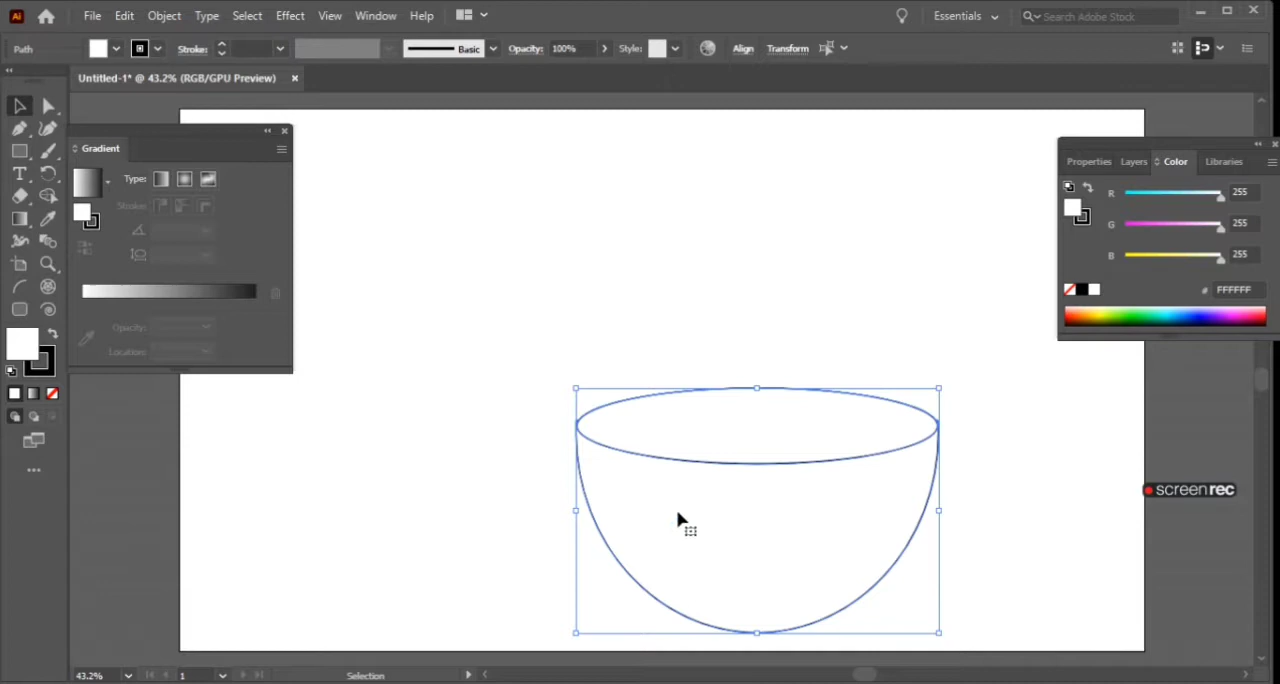 Ai File Edit Object Type Select Effect View Window Help Essentials Search Adobe Stock
Path Stroke: Basic Opacity: 100% Style: Align Transform
Untitled-1* @ 43.2% (RGB/GPU Preview)
Gradient
Type:
Stroke:
Opacity:
Location:
Properties Layers Color Libraries
R 255
G 255
B 255
# FFFFFF
screenrec
43.2% 1 Selection